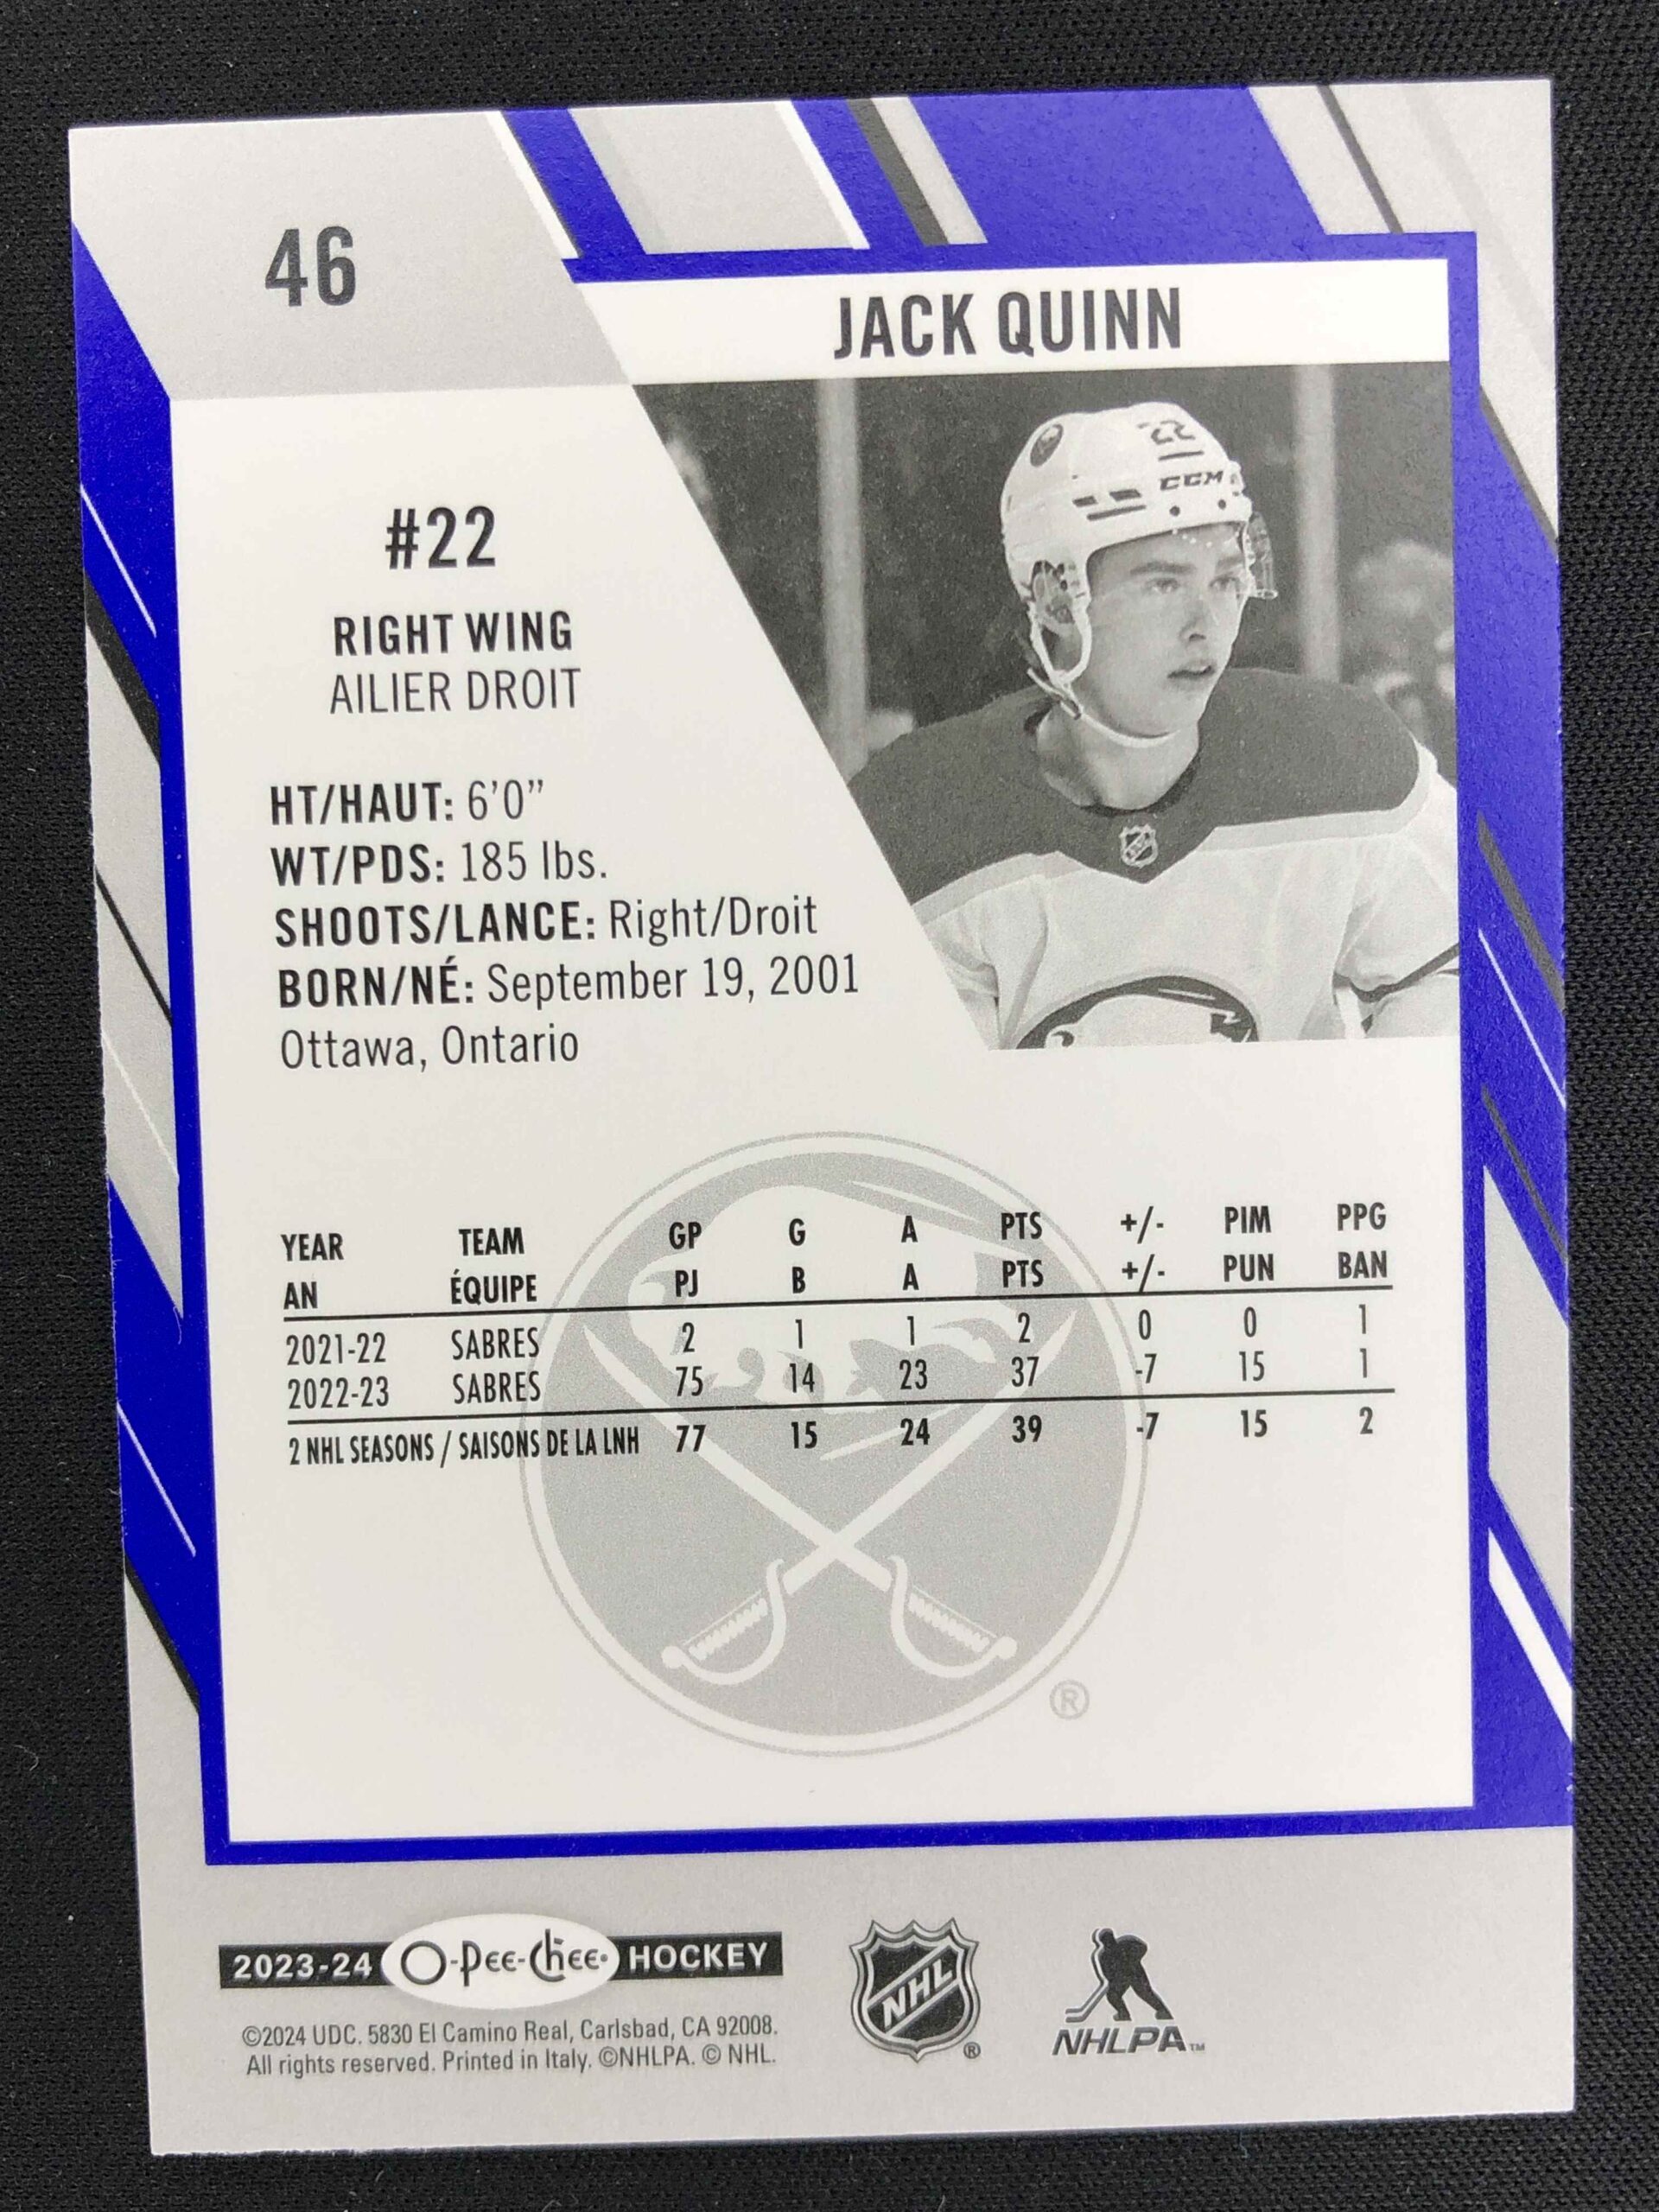 46
JACK QUINN
22
CCM
#22
RIGHT WING
AILIER DROIT
HT/HAUT: 6'0”
WT/PDS: 185 lbs.
SHOOTS/LANCE: Right/Droit
BORN/NÉ: September 19, 2001
Ottawa, Ontario
YEAR TEAM GP G A PTS +/- PIM PPG
AN ÉQUIPE PJ B A PTS +/- PUN BAN
2021-22 SABRES 2 1 1 2 0 0 1
2022-23 SABRES 75 14 23 37 -7 15 1
2 NHL SEASONS / SAISONS DE LA LNH 77 15 24 39 -7 15 2
®
2023-24 O-Pee-Chee HOCKEY
©2024 UDC. 5830 El Camino Real, Carlsbad, CA 92008.
All rights reserved. Printed in Italy. ©NHLPA. © NHL.
NHL ®
NHLPA™